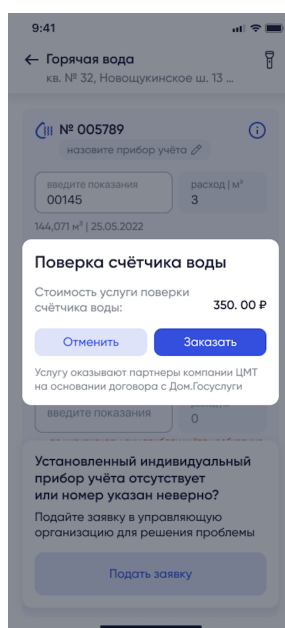 9:41
Горячая вода
кв. № 32, Новощукинское ш. 13 ...
№ 005789
назовите прибор учёта
введите показания
расход | м³
00145
3
144,071 м³ | 25.05.2022
Поверка счётчика воды
Стоимость услуги поверки
счётчика воды:
350. 00 ₽
Отменить
Заказать
Услугу оказывают партнеры компании ЦМТ
на основании договора с Дом.Госуслуги
введите показания
0
Установленный индивидуальный
прибор учёта отсутствует
или номер указан неверно?
Подайте заявку в управляющую
организацию для решения проблемы
Подать заявку